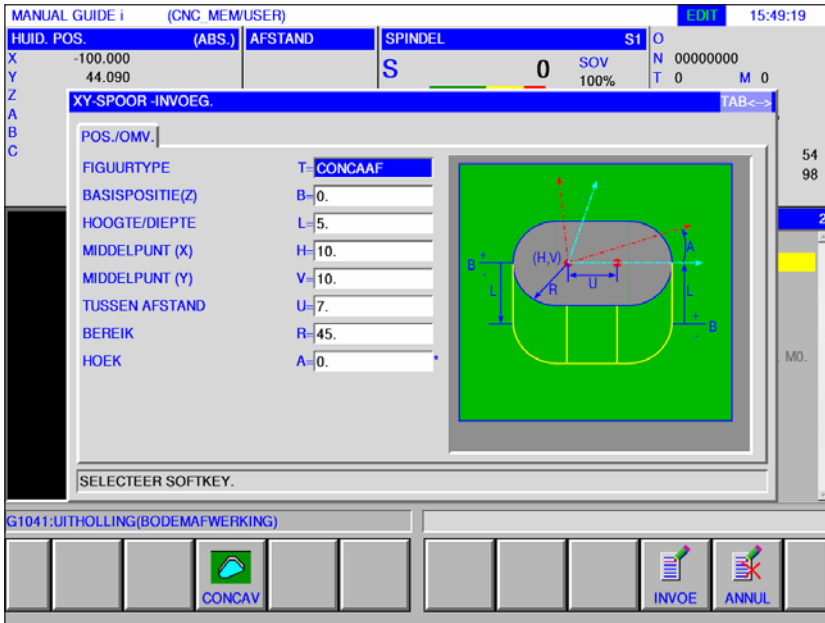 MANUAL GUIDE i (CNC_MEM/USER) EDIT 15:49:19
HUID. POS. (ABS.) AFSTAND SPINDEL S1 O
X -100.000 S 0 SOV N 00000000
Y 44.090 100% T 0 M 0
Z
A
B
C
54
98
2
XY-SPOOR -INVOEG. TAB<-->
POS./OMV.
FIGUURTYPE T=CONCAAF
BASISPOSITIE(Z) B=0.
HOOGTE/DIEPTE L=5.
MIDDELPUNT (X) H=10.
MIDDELPUNT (Y) V=10.
TUSSEN AFSTAND U=7.
BEREIK R=45.
HOEK A=0. *
B + - (H,V) A
L R U L
+ - B
M0.
SELECTEER SOFTKEY.
G1041:UITHOLLING(BODEMAFWERKING)
CONCAV INVOE ANNUL